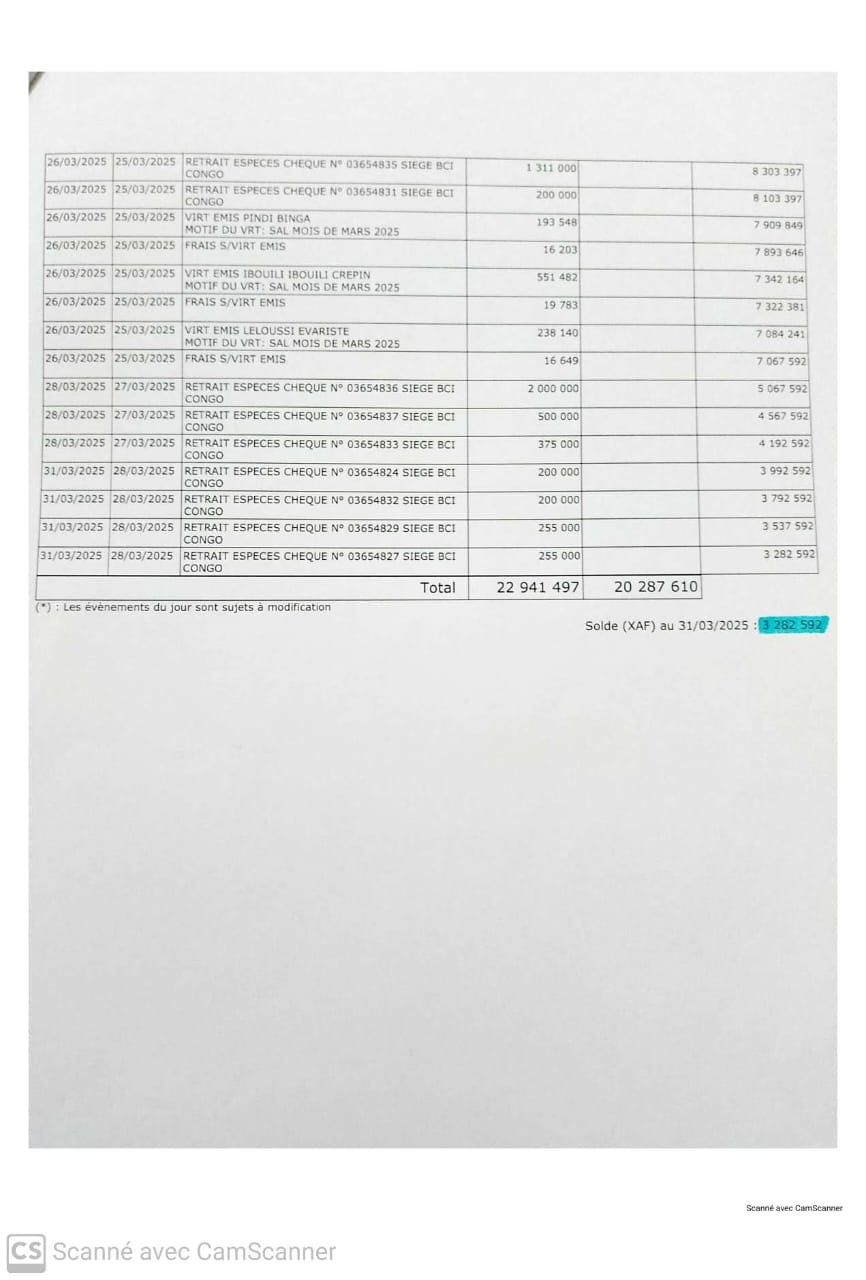 26/03/2025 25/03/2025 RETRAIT ESPECES CHEQUE N° 03654835 SIEGE BCI 1 311 000 8 303 397
CONGO
26/03/2025 25/03/2025 RETRAIT ESPECES CHEQUE N° 03654831 SIEGE BCI 200 000 8 103 397
CONGO
26/03/2025 25/03/2025 VIRT EMIS PINDI BINGA 193 548 7 909 849
MOTIF DU VRT: SAL MOIS DE MARS 2025
26/03/2025 25/03/2025 FRAIS S/VIRT EMIS 16 203 7 893 646
26/03/2025 25/03/2025 VIRT EMIS IBOUILI IBOUILI CREPIN 551 482 7 342 164
MOTIF DU VRT: SAL MOIS DE MARS 2025
26/03/2025 25/03/2025 FRAIS S/VIRT EMIS 19 783 7 322 381
26/03/2025 25/03/2025 VIRT EMIS LELOUSSI EVARISTE 238 140 7 084 241
MOTIF DU VRT: SAL MOIS DE MARS 2025
26/03/2025 25/03/2025 FRAIS S/VIRT EMIS 16 649 7 067 592
28/03/2025 27/03/2025 RETRAIT ESPECES CHEQUE N° 03654836 SIEGE BCI 2 000 000 5 067 592
CONGO
28/03/2025 27/03/2025 RETRAIT ESPECES CHEQUE N° 03654837 SIEGE BCI 500 000 4 567 592
CONGO
28/03/2025 27/03/2025 RETRAIT ESPECES CHEQUE N° 03654833 SIEGE BCI 375 000 4 192 592
CONGO
31/03/2025 28/03/2025 RETRAIT ESPECES CHEQUE N° 03654824 SIEGE BCI 200 000 3 992 592
CONGO
31/03/2025 28/03/2025 RETRAIT ESPECES CHEQUE N° 03654832 SIEGE BCI 200 000 3 792 592
CONGO
31/03/2025 28/03/2025 RETRAIT ESPECES CHEQUE N° 03654829 SIEGE BCI 255 000 3 537 592
CONGO
31/03/2025 28/03/2025 RETRAIT ESPECES CHEQUE N° 03654827 SIEGE BCI 255 000 3 282 592
CONGO
Total 22 941 497 20 287 610
(*) : Les évènements du jour sont sujets à modification
Solde (XAF) au 31/03/2025 : 3 282 592
Scanné avec CamScanner
CS Scanné avec CamScanner